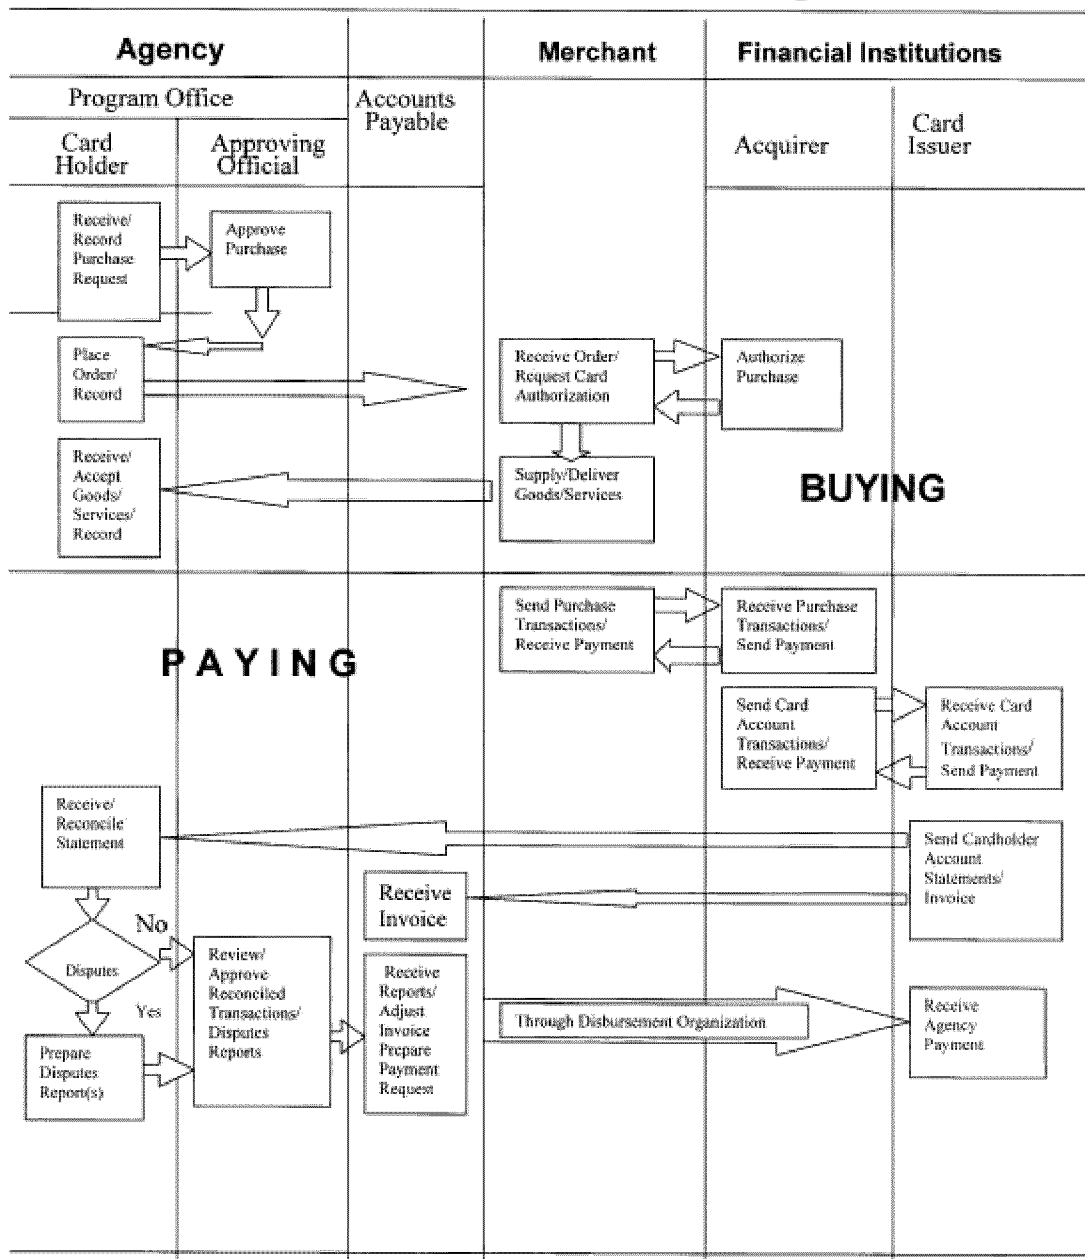 Agency
Merchant
Financial Institutions
Program Office
Accounts
Payable
Card
Holder
Approving
Official
Acquirer
Card
Issuer
Receive/
Record
Purchase
Request
Approve
Purchase
Place
Order/
Record
Receive Order/
Request Card
Authorization
Authorize
Purchase
Receive/
Accept
Goods/
Services/
Record
Supply/Deliver
Goods/Services
BUYING
Send Purchase
Transactions/
Receive Payment
Receive Purchase
Transactions/
Send Payment
PAYING
Send Card
Account
Transactions/
Receive Payment
Receive Card
Account
Transactions/
Send Payment
Receive/
Reconcile
Statement
Send Cardholder
Account
Statements/
Invoice
Receive
Invoice
No
Disputes
Yes
Review/
Approve
Reconciled
Transactions/
Disputes
Reports
Receive
Reports/
Adjust
Invoice
Prepare
Payment
Request
Through Disbursement Organization
Receive
Agency
Payment
Prepare
Disputes
Report(s)